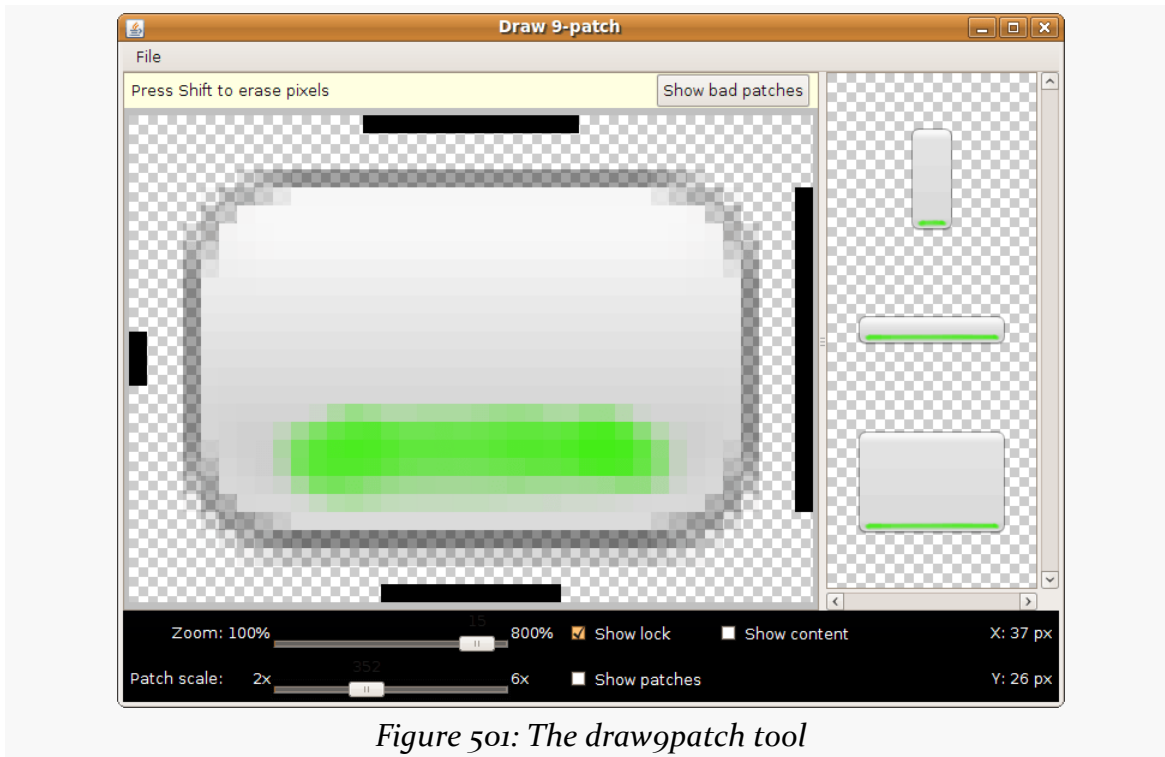 Draw 9-patch
File
Press Shift to erase pixels
Show bad patches
15
Zoom: 100%
800%
Show lock
Show content
X: 37 px
352
Patch scale:
2x
6x
Show patches
Y: 26 px
Figure 501: The draw9patch tool